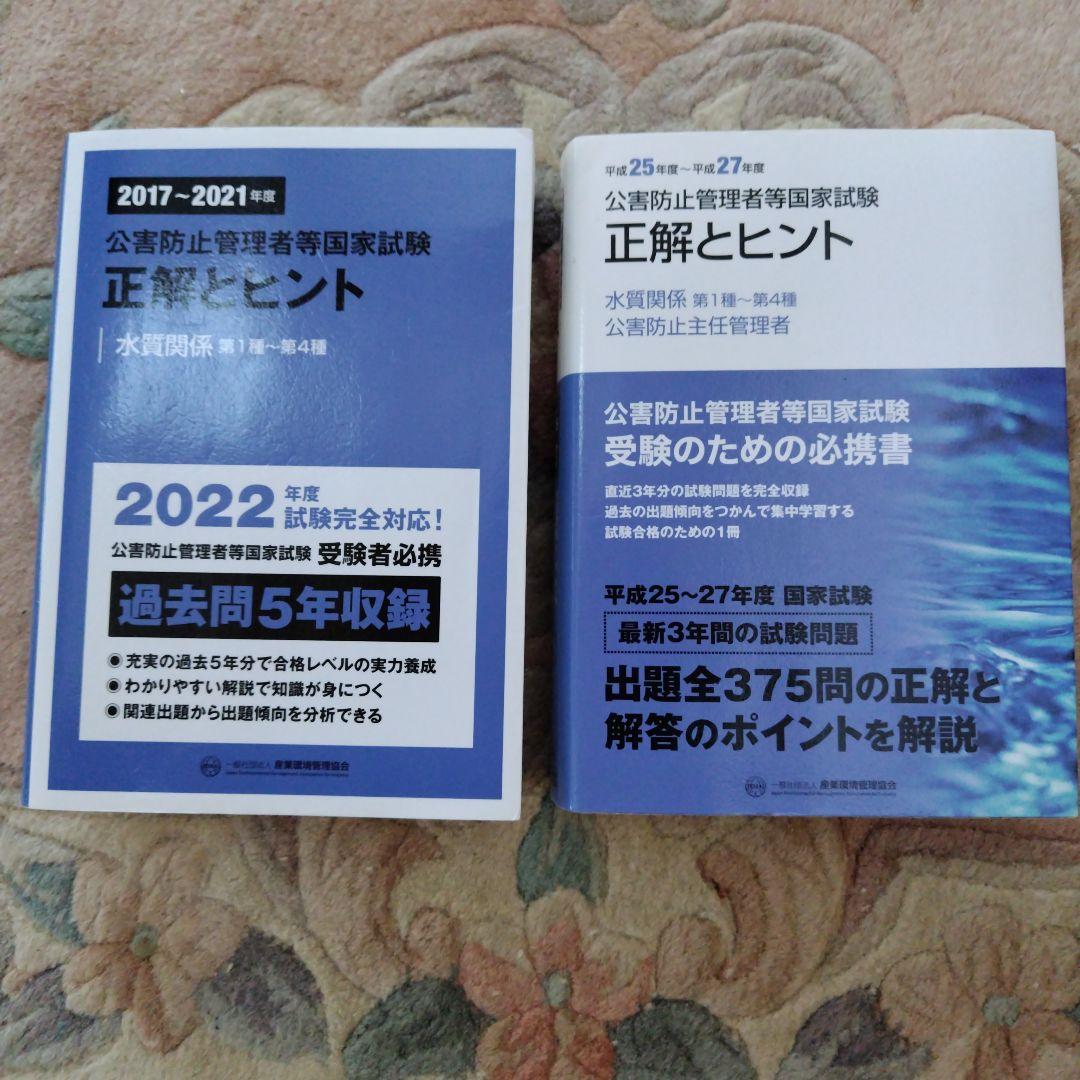 2017～2021年度
公害防止管理者等国家試験
正解とヒント
水質関係 第1種～第4種
2022年度
試験完全対応！
公害防止管理者等国家試験 受験者必携
過去問5年収録
●充実の過去5年分で合格レベルの実力養成
●わかりやすい解説で知識が身につく
●関連出題から出題傾向を分析できる
一般社団法人 産業環境管理協会
平成25年度～平成27年度
公害防止管理者等国家試験
正解とヒント
水質関係 第1種～第4種
公害防止主任管理者
公害防止管理者等国家試験
受験のための必携書
直近3年分の試験問題を完全収録
過去の出題傾向をつかんで集中学習する
試験合格のための1冊
平成25～27年度 国家試験
最新3年間の試験問題
出題全375問の正解と
解答のポイントを解説
一般社団法人 産業環境管理協会